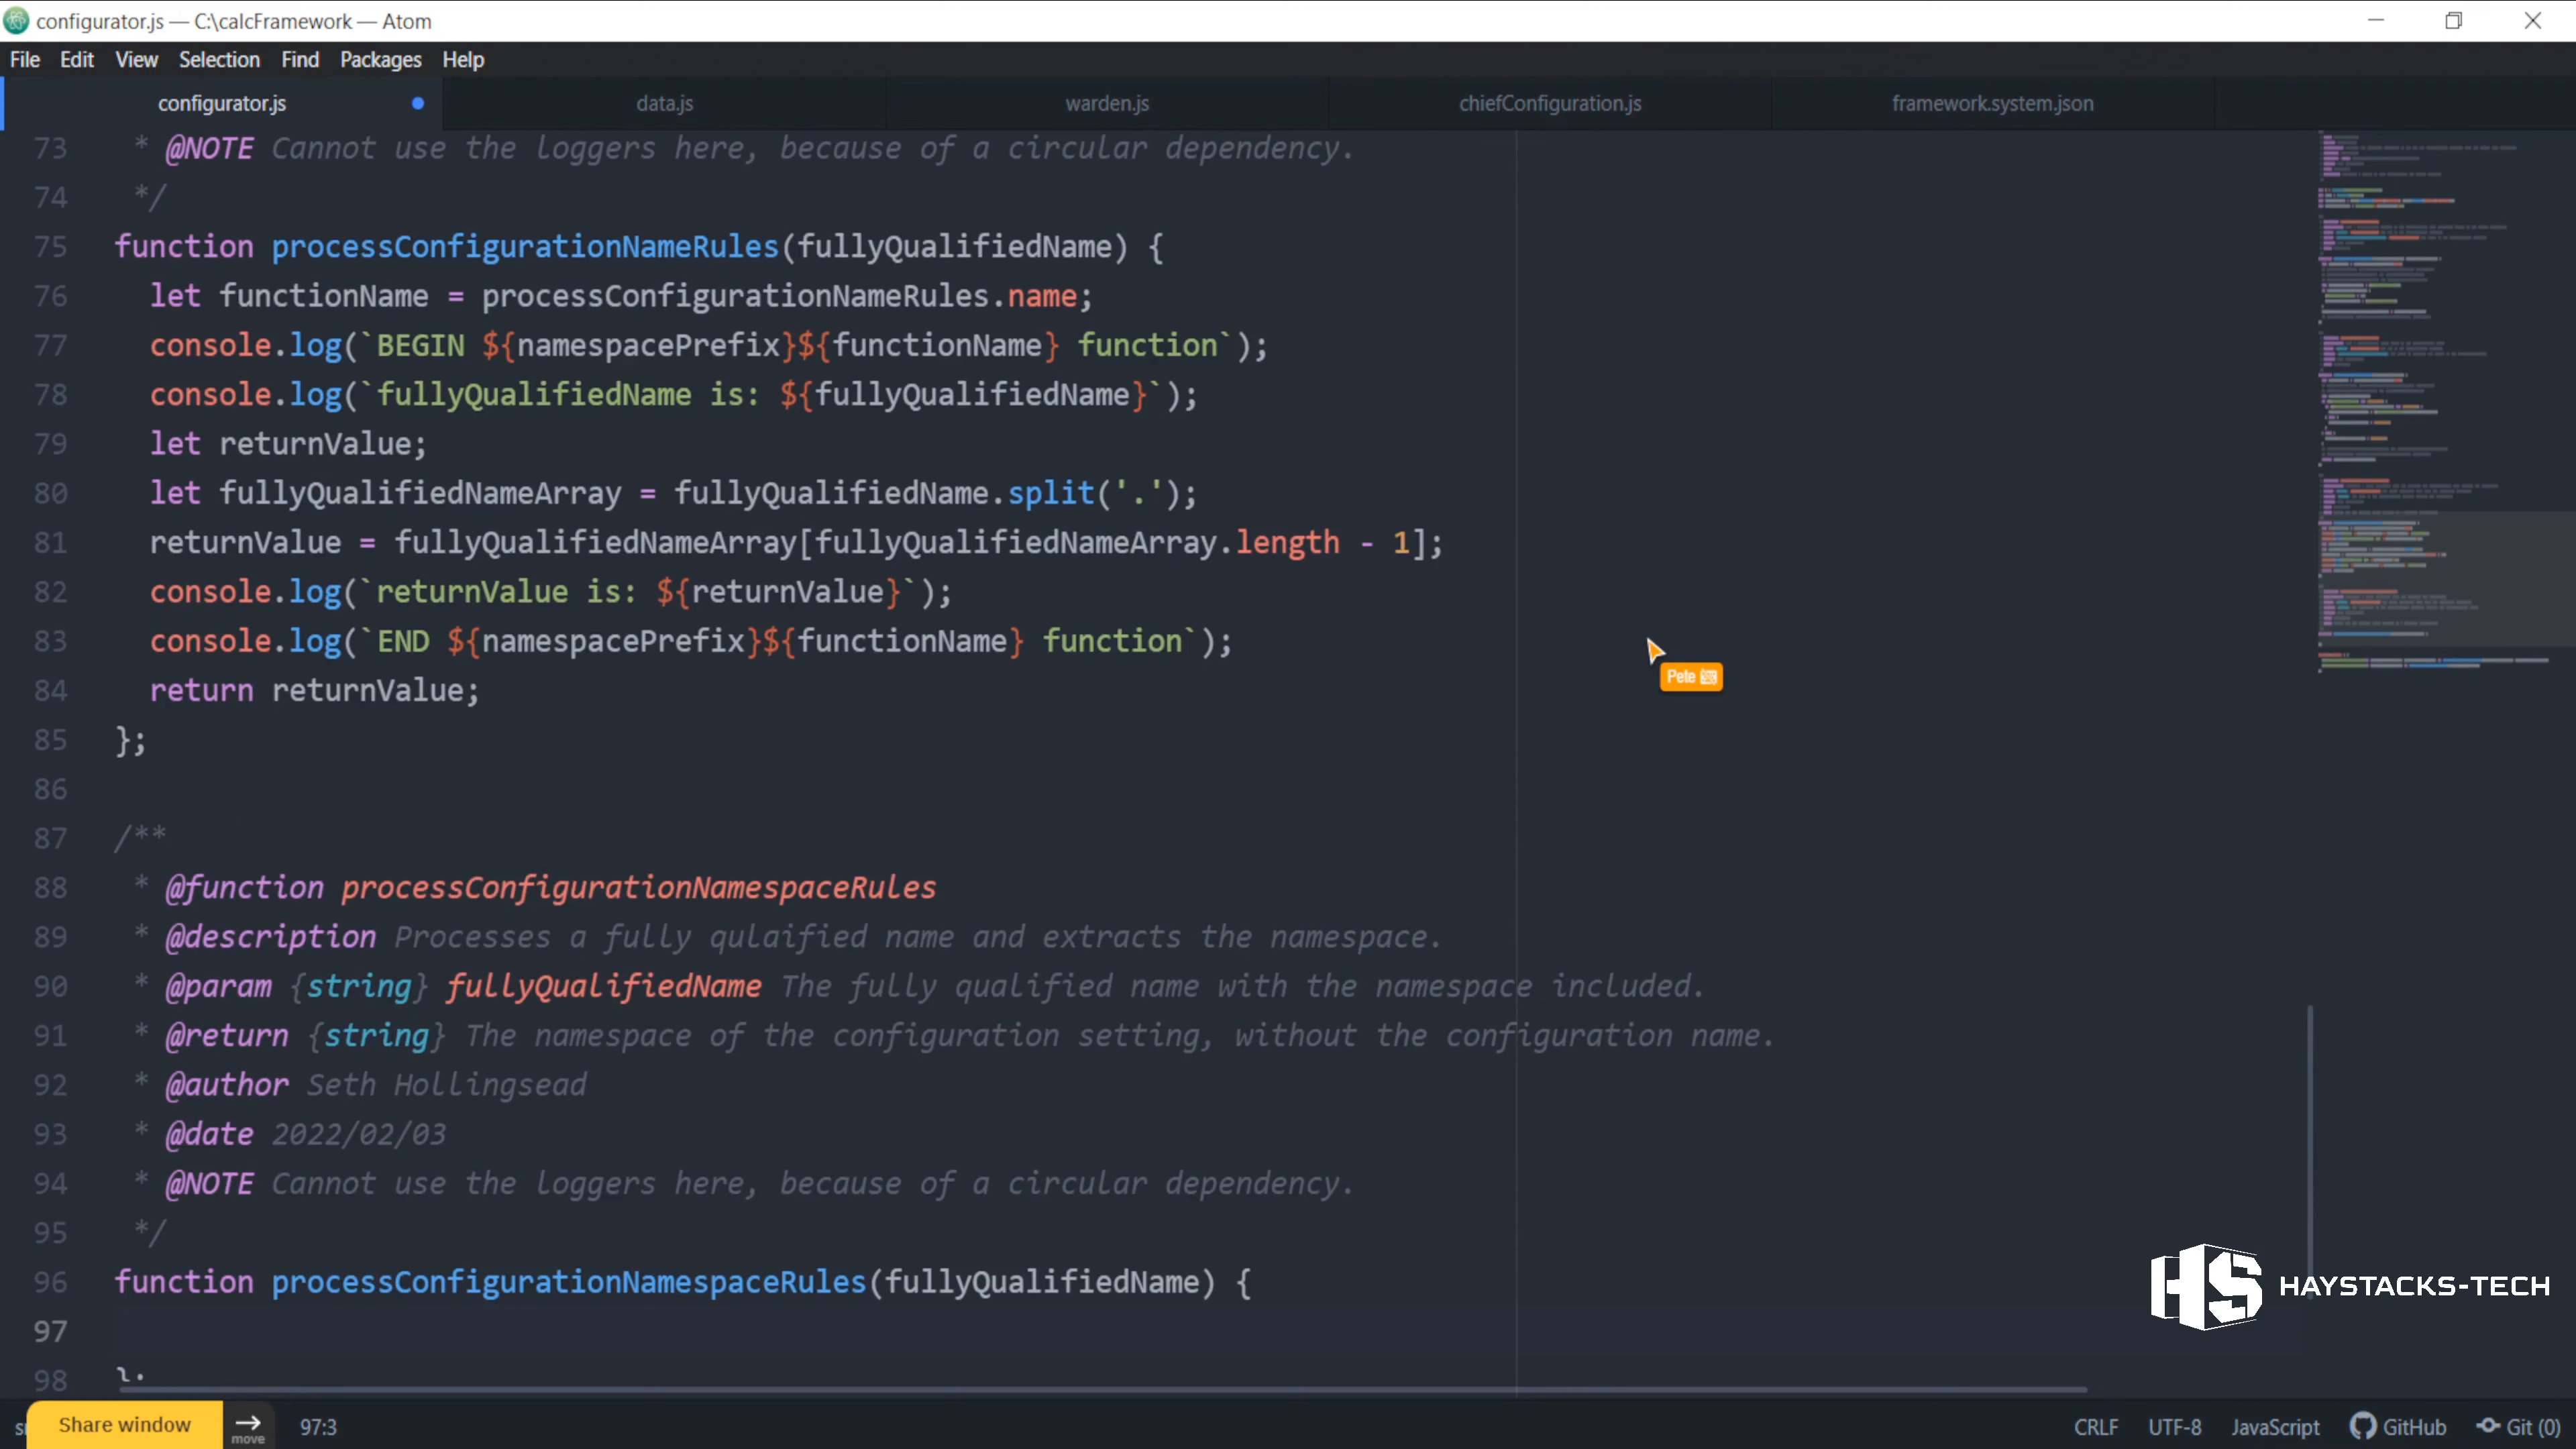 configurator.js — C:\calcFramework — Atom
File Edit View Selection Find Packages Help
configurator.js data.js warden.js chiefConfiguration.js framework.system.json
73 * @NOTE Cannot use the loggers here, because of a circular dependency.
74 */
75 function processConfigurationNameRules(fullyQualifiedName) {
76 let functionName = processConfigurationNameRules.name;
77 console.log(`BEGIN ${namespacePrefix}${functionName} function`);
78 console.log(`fullyQualifiedName is: ${fullyQualifiedName}`);
79 let returnValue;
80 let fullyQualifiedNameArray = fullyQualifiedName.split('.');
81 returnValue = fullyQualifiedNameArray[fullyQualifiedNameArray.length - 1];
82 console.log(`returnValue is: ${returnValue}`);
83 console.log(`END ${namespacePrefix}${functionName} function`);
84 return returnValue;
85 };
86
87 /**
88 * @function processConfigurationNamespaceRules
89 * @description Processes a fully qulaified name and extracts the namespace.
90 * @param {string} fullyQualifiedName The fully qualified name with the namespace included.
91 * @return {string} The namespace of the configuration setting, without the configuration name.
92 * @author Seth Hollingsead
93 * @date 2022/02/03
94 * @NOTE Cannot use the loggers here, because of a circular dependency.
95 */
96 function processConfigurationNamespaceRules(fullyQualifiedName) {
97
98 };
Pete
HS HAYSTACKS-TECH
Share window move 97:3 CRLF UTF-8 JavaScript GitHub Git (0)